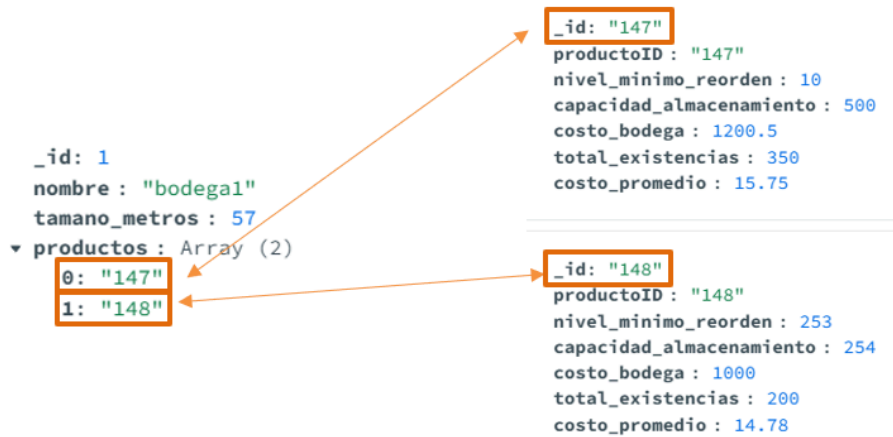 _id: 1
nombre : "bodega1"
tamano_metros : 57
productos : Array (2)
0: "147"
1: "148"
_id: "147"
productoID : "147"
nivel_minimo_reorden : 10
capacidad_almacenamiento : 500
costo_bodega : 1200.5
total_existencias : 350
costo_promedio : 15.75
_id: "148"
productoID : "148"
nivel_minimo_reorden : 253
capacidad_almacenamiento : 254
costo_bodega : 1000
total_existencias : 200
costo_promedio : 14.78